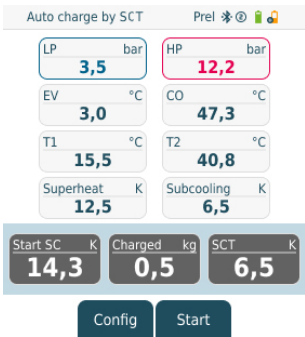 Auto charge by SCT Prel
LP bar HP bar
3,5 12,2
EV °C CO °C
3,0 47,3
T1 °C T2 °C
15,5 40,8
Superheat K Subcooling K
12,5 6,5
Start SC K Charged kg SCT K
14,3 0,5 6,5
Config Start